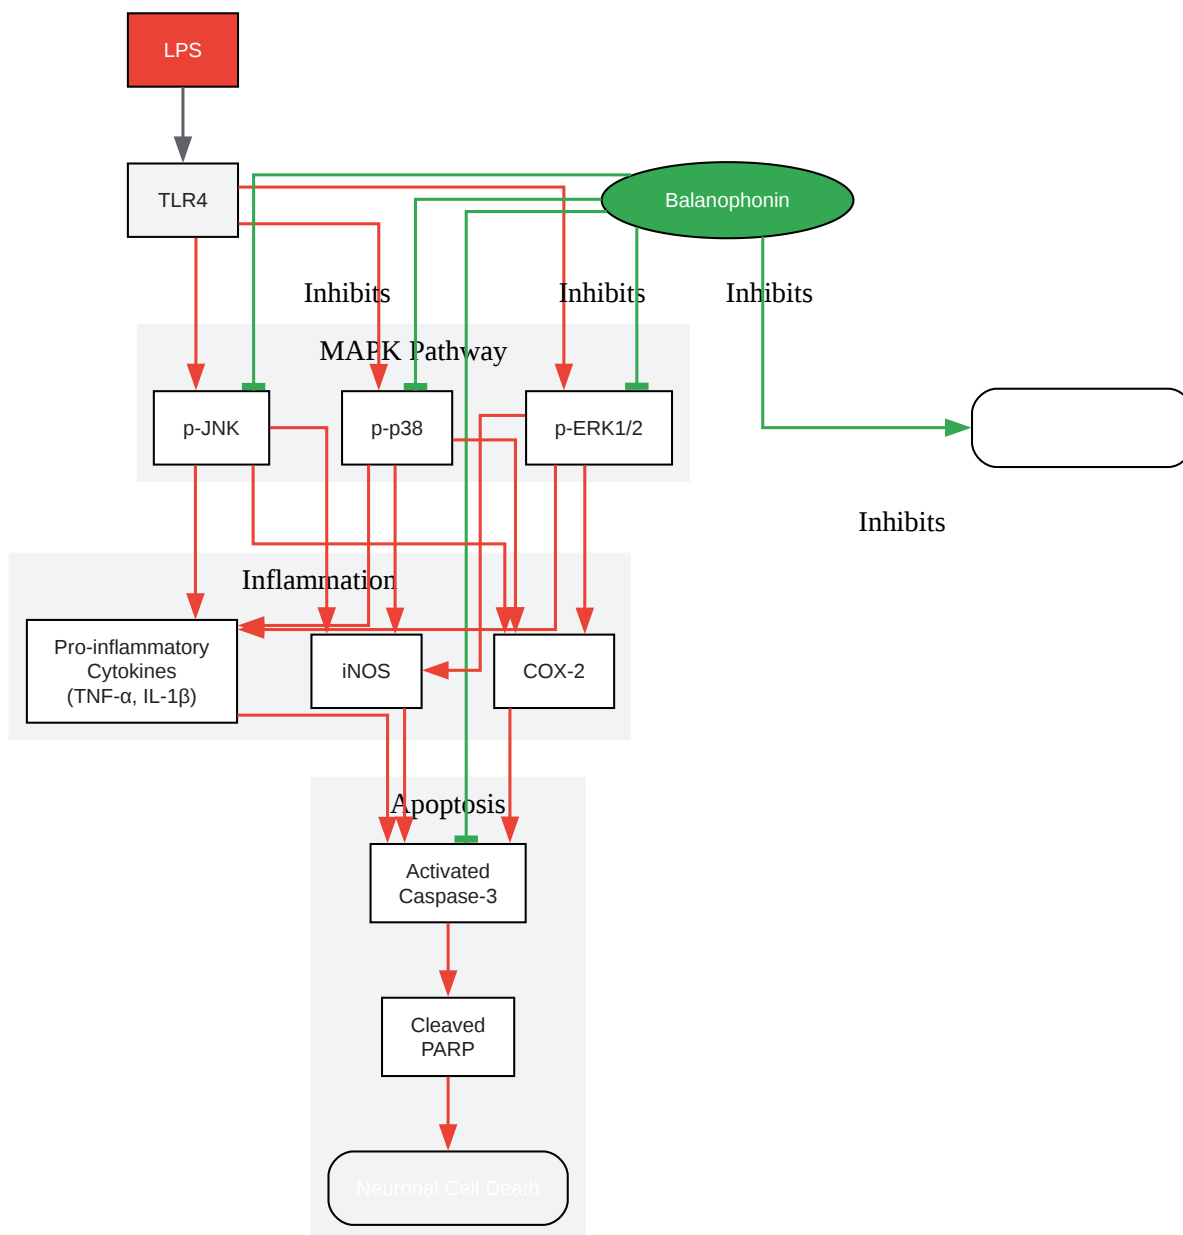 LPS
TLR4
Balanophonin
Inhibits
Inhibits
Inhibits
MAPK Pathway
p-JNK
p-p38
p-ERK1/2
Inhibits
Inflammation
Pro-inflammatory
Cytokines
(TNF-α, IL-1β)
iNOS
COX-2
Apoptosis
Activated
Caspase-3
Cleaved
PARP
Neuronal Cell Death